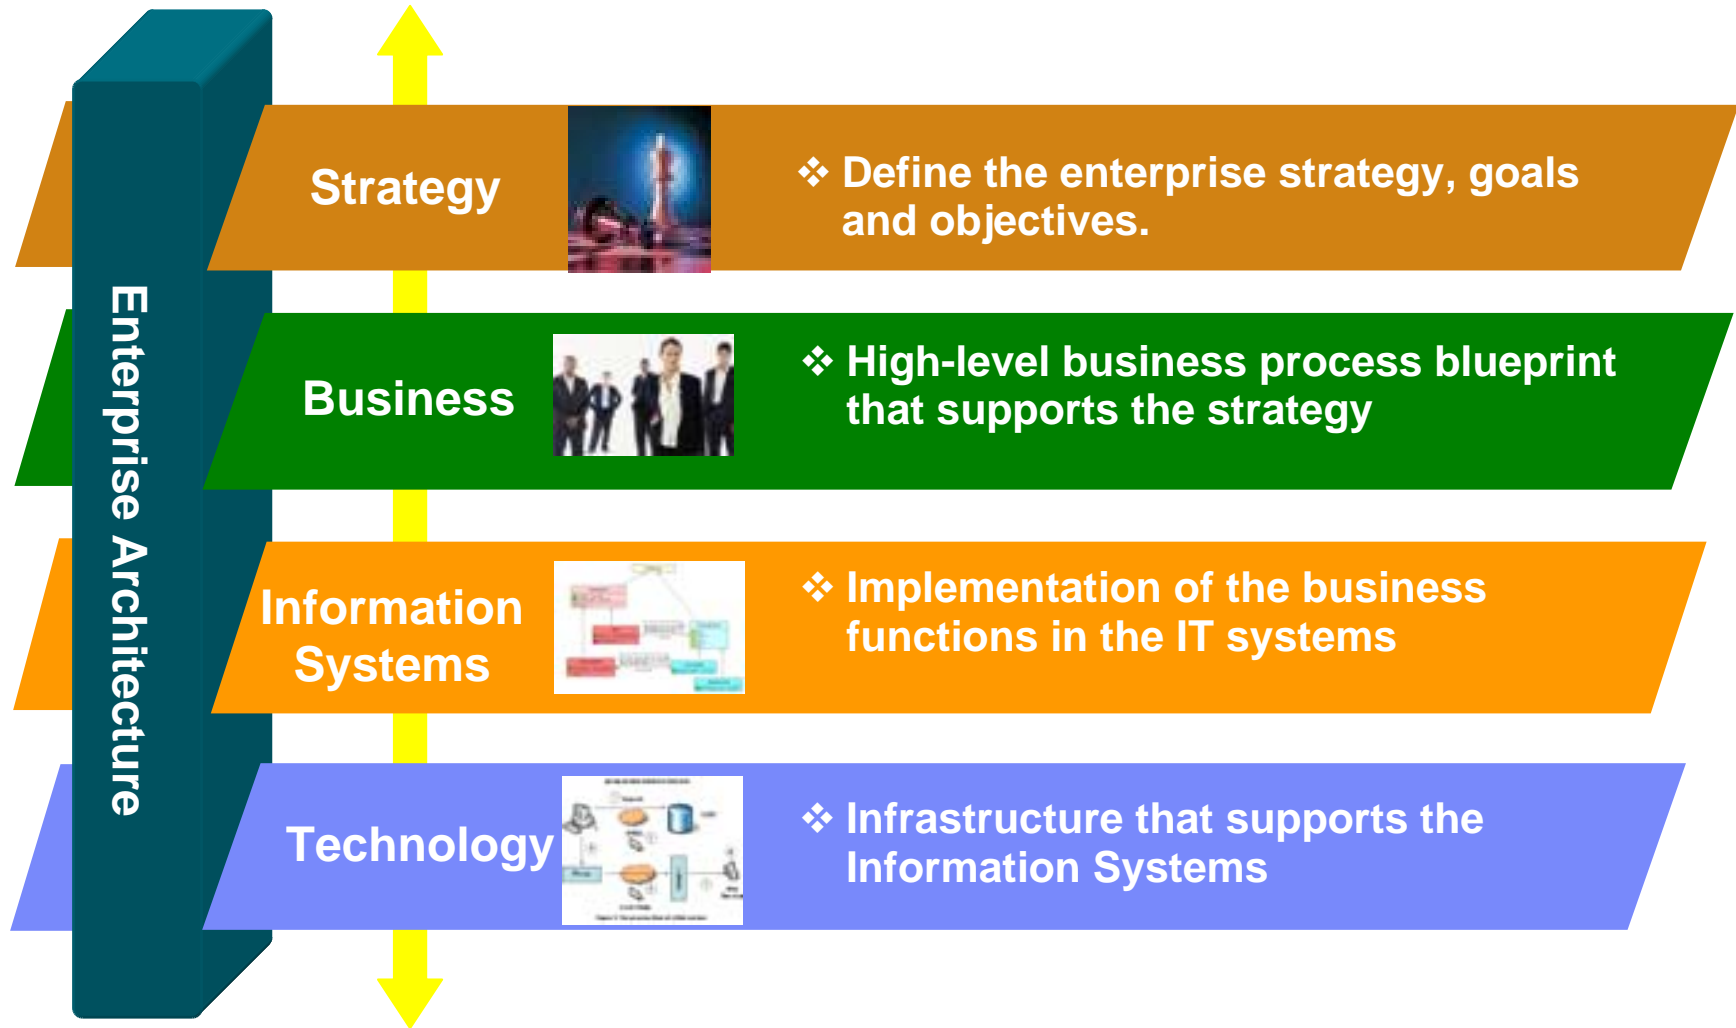 Enterprise Architecture
Strategy
❖ Define the enterprise strategy, goals
and objectives.
Business
❖ High-level business process blueprint
that supports the strategy
Information
Systems
❖ Implementation of the business
functions in the IT systems
Technology
❖ Infrastructure that supports the
Information Systems